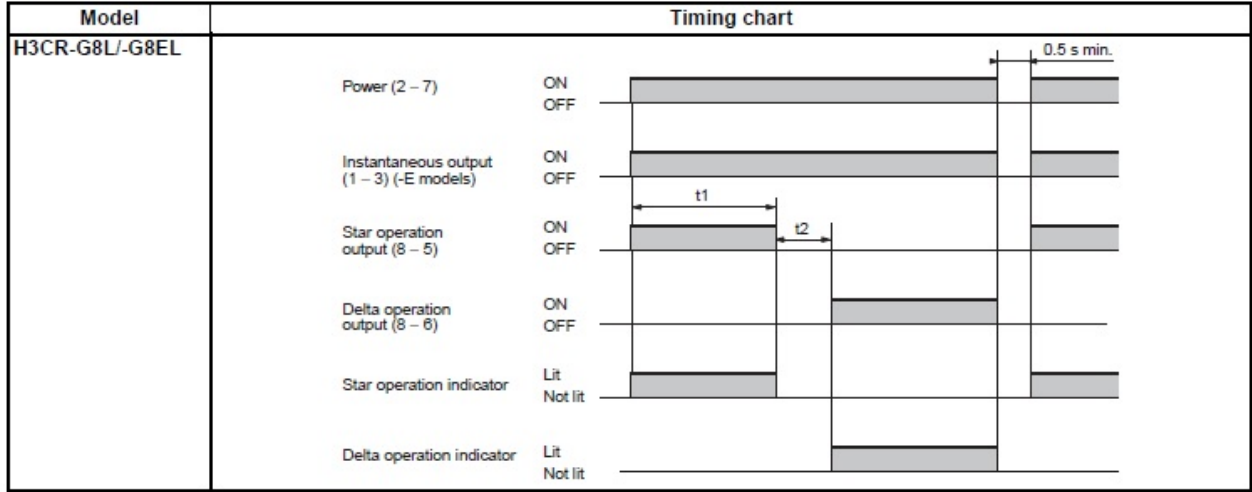 Model
Timing chart
H3CR-G8L/-G8EL
0.5 s min.
Power (2 – 7)
ON
OFF
Instantaneous output
(1 – 3) (-E models)
ON
OFF
t1
Star operation
output (8 – 5)
ON
OFF
t2
Delta operation
output (8 – 6)
ON
OFF
Star operation indicator
Lit
Not lit
Delta operation indicator
Lit
Not lit